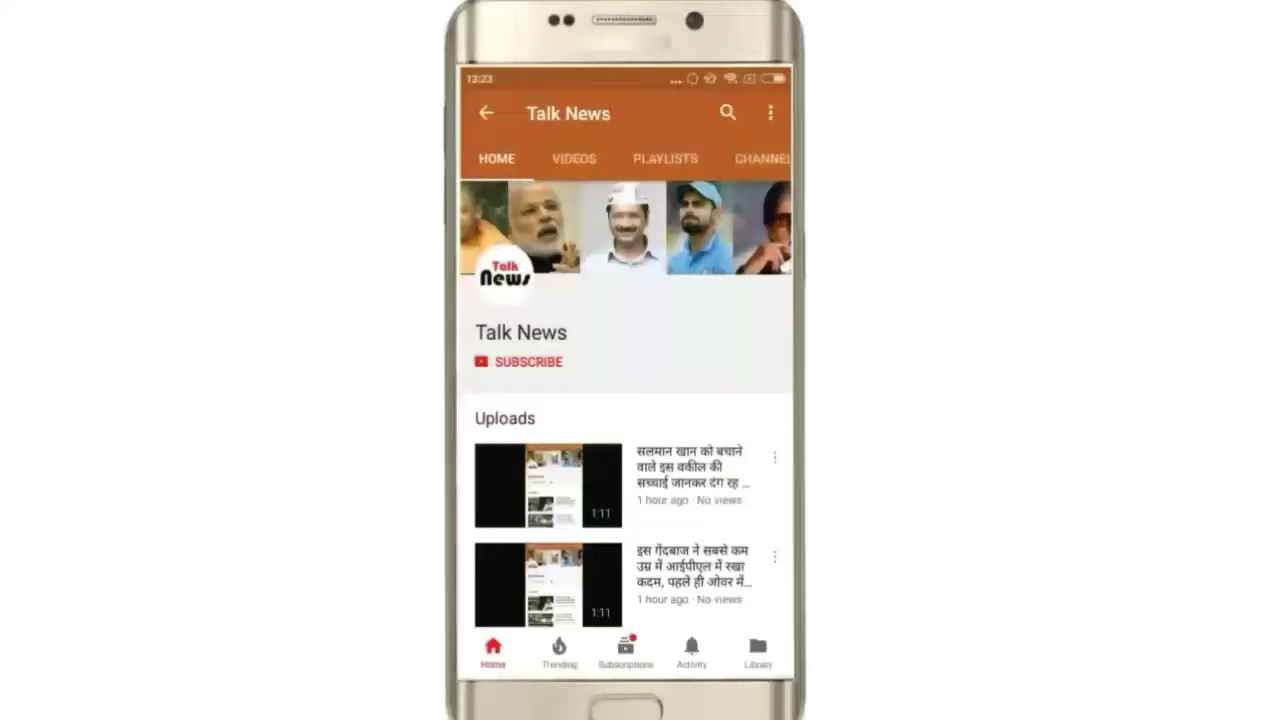 13:23
Talk News
HOME VIDEOS PLAYLISTS CHANNEL
Talk
News
Talk News
SUBSCRIBE
Uploads
सलमान खान को बचाने
वाले इस वकील की
सच्चाई जानकर दंग रह ...
1 hour ago · No views
1:11
इस गेंदबाज ने सबसे कम
उम्र में आईपीएल में रखा
कदम, पहले ही ओवर में...
1 hour ago · No views
1:11
Home Trending Subscriptions Activity Library